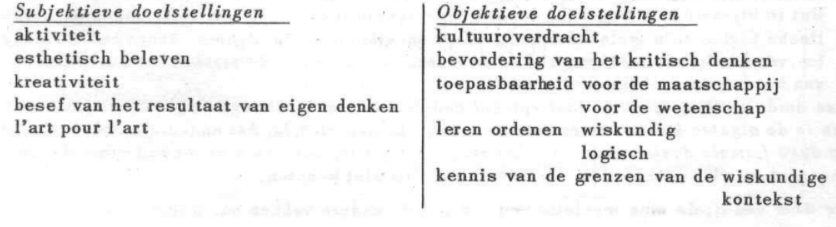 Subjektieve doelstellingen
aktiviteit
esthetisch beleven
kreativiteit
besef van het resultaat van eigen denken
l'art pour l'art
Objektieve doelstellingen
kultuuroverdracht
bevordering van het kritisch denken
toepasbaarheid voor de maatschappij
voor de wetenschap
leren ordenen wiskundig
logisch
kennis van de grenzen van de wiskundige
kontekst